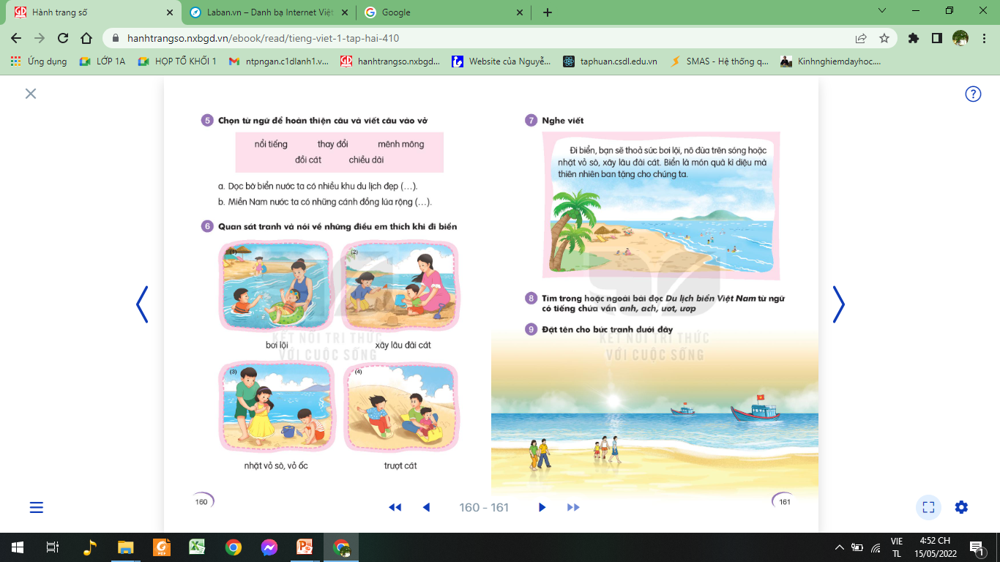 Hành trang số
Laban.vn – Danh bạ Internet Việt
Google
hanhtrangso.nxbgd.vn/ebook/read/tieng-viet-1-tap-hai-410
Ứng dụng
LỚP 1A
HỌP TỔ KHỐI 1
ntpngan.c1dlanh1.v...
hanhtrangso.nxbgd...
Website của Nguyễ...
taphuan.csdl.edu.vn
SMAS - Hệ thống q...
Kinhnghiemdayhoc....
5 Chọn từ ngữ để hoàn thiện câu và viết câu vào vở
nổi tiếng thay đổi mênh mông
đồi cát chiều dài
a. Dọc bờ biển nước ta có nhiều khu du lịch đẹp (...).
b. Miền Nam nước ta có những cánh đồng lúa rộng (...).
6 Quan sát tranh và nói về những điều em thích khi đi biển
(1)
(2)
bơi lội
xây lâu đài cát
(3)
(4)
nhặt vỏ sò, vỏ ốc
trượt cát
160
7 Nghe viết
Đi biển, bạn sẽ thoả sức bơi lội, nô đùa trên sóng hoặc
nhặt vỏ sò, xây lâu đài cát. Biển là món quà kì diệu mà
thiên nhiên ban tặng cho chúng ta.
8 Tìm trong hoặc ngoài bài đọc Du lịch biển Việt Nam từ ngữ
có tiếng chứa vần anh, ach, ươt, ươp
9 Đặt tên cho bức tranh dưới đây
KẾT NỐI TRI THỨC
VỚI CUỘC SỐNG
KẾT NỐI TRI THỨC
VỚI CUỘC SỐNG
161
160 - 161
VIE
TL
4:52 CH
15/05/2022
1